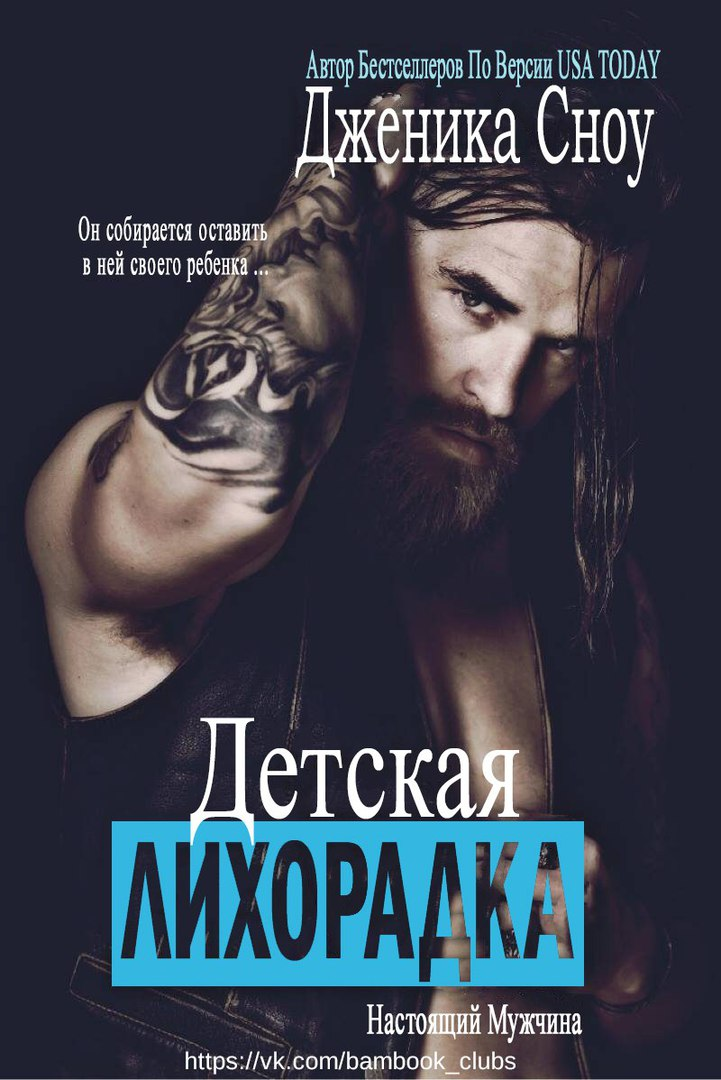 Автор Бестселлеров По Версии USA TODAY
Дженика Сноу
Он собирается оставить
в ней своего ребенка ...
Детская
ЛИХОРАДКА
Настоящий Мужчина
https://vk.com/bambook_clubs